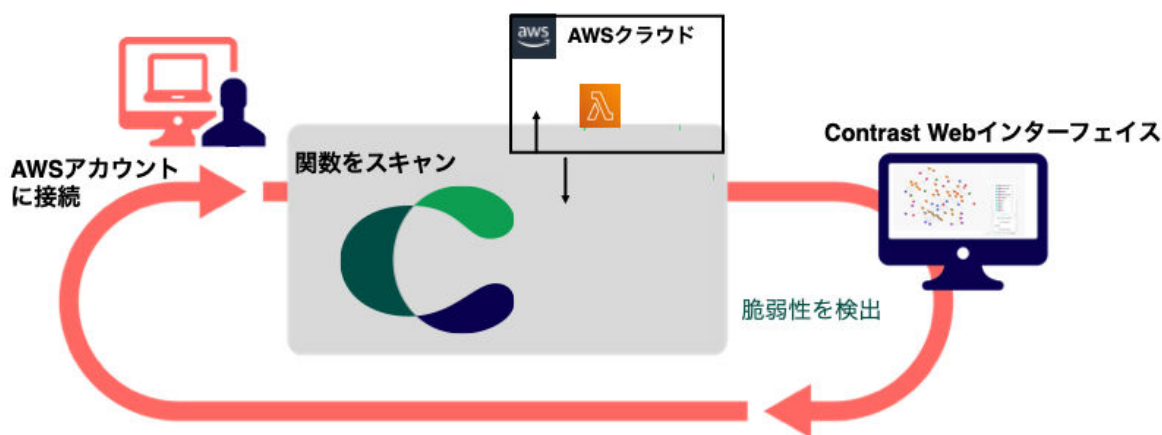 aws
AWSクラウド
Contrast Webインターフェイス
関数をスキャン
AWSアカウント
に接続
脆弱性を検出